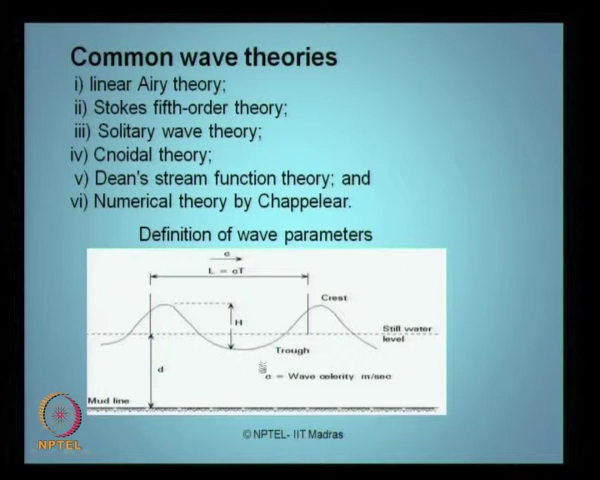 Common wave theories
i) linear Airy theory;
ii) Stokes fifth-order theory;
iii) Solitary wave theory;
iv) Cnoidal theory;
v) Dean's stream function theory; and
vi) Numerical theory by Chappelear.
Definition of wave parameters
c
L = cT
Crest
H
Still water
level
Trough
d
c = Wave celerity m/sec
Mud line
NPTEL
© NPTEL- IIT Madras